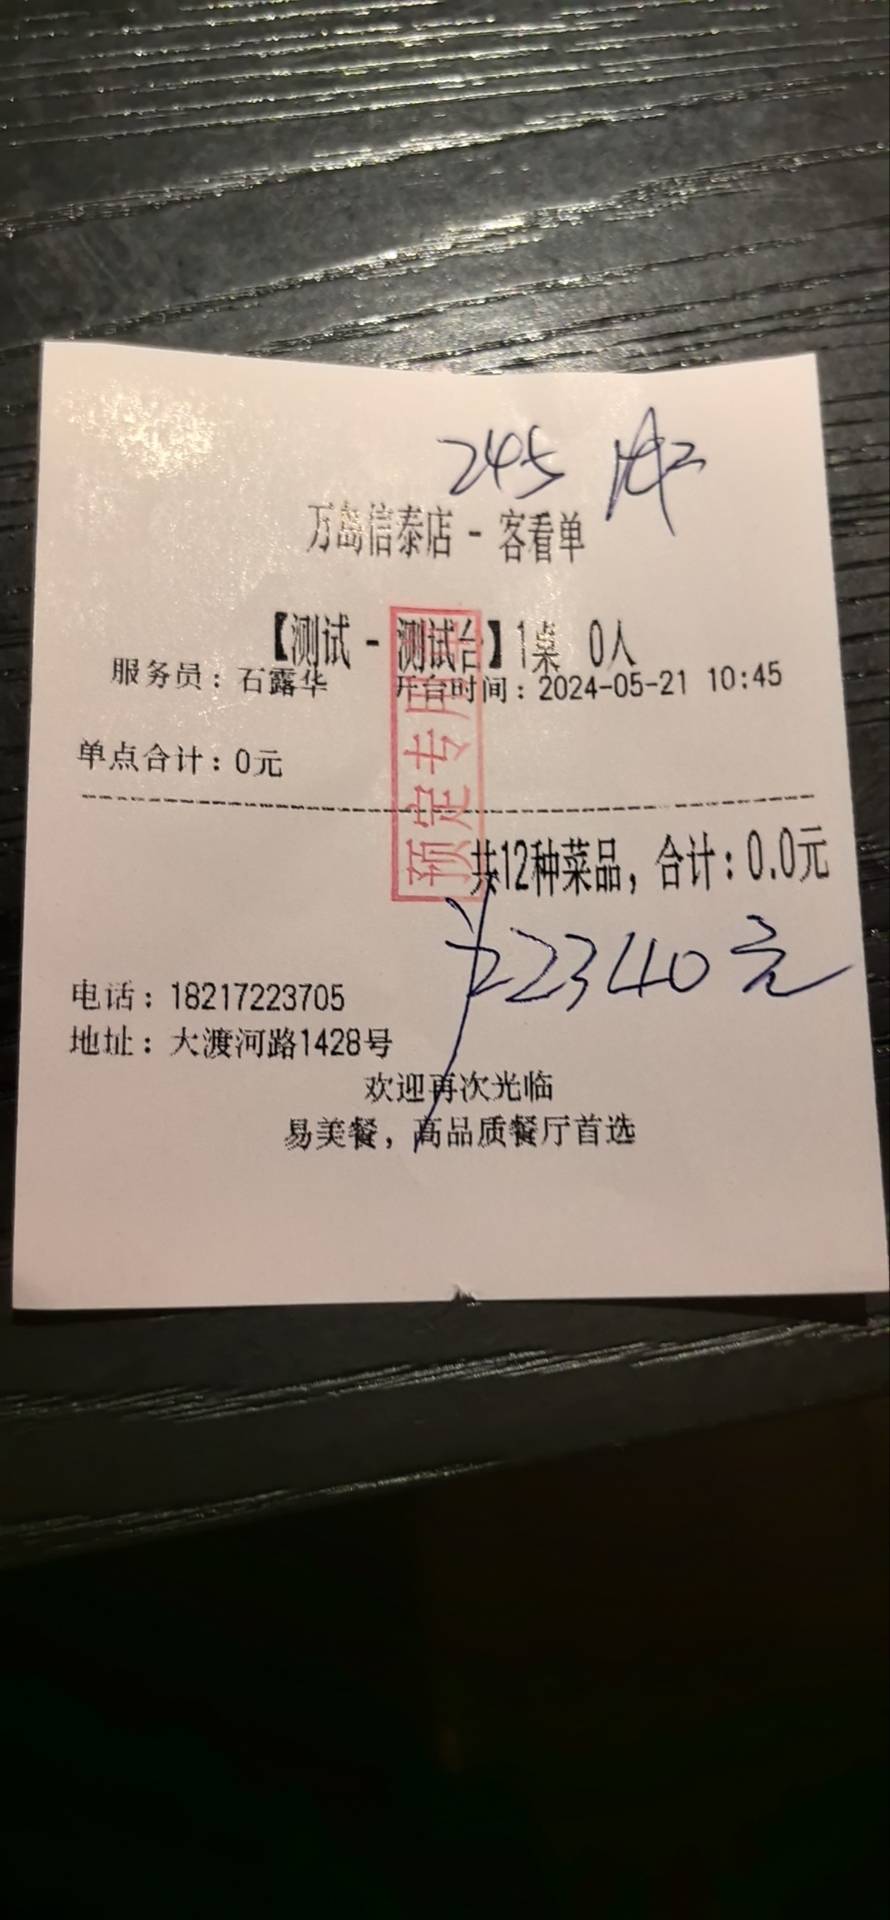 245
万岛信泰店 - 客看单
【测试 - 测试台】1桌 0人
服务员：石露华 开台时间：2024-05-21 10:45
单点合计：0元
预定专用
共12种菜品，合计：0.0元
¥22340元
电话：18217223705
地址：大渡河路1428号
欢迎再次光临
易美餐，高品质餐厅首选